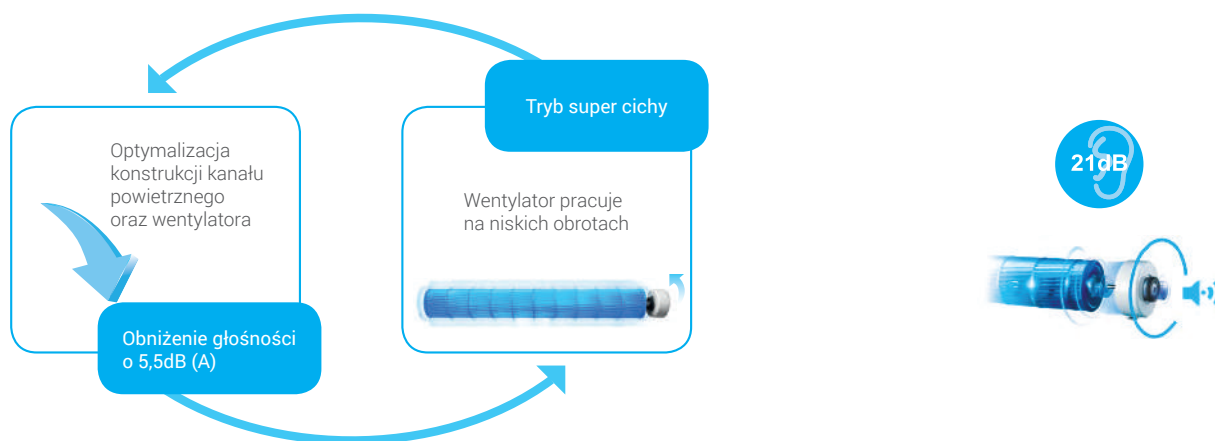 Tryb super cichy
Optymalizacja
konstrukcji kanału
powietrznego
oraz wentylatora
Wentylator pracuje
na niskich obrotach
Obniżenie głośności
o 5,5dB (A)
21dB